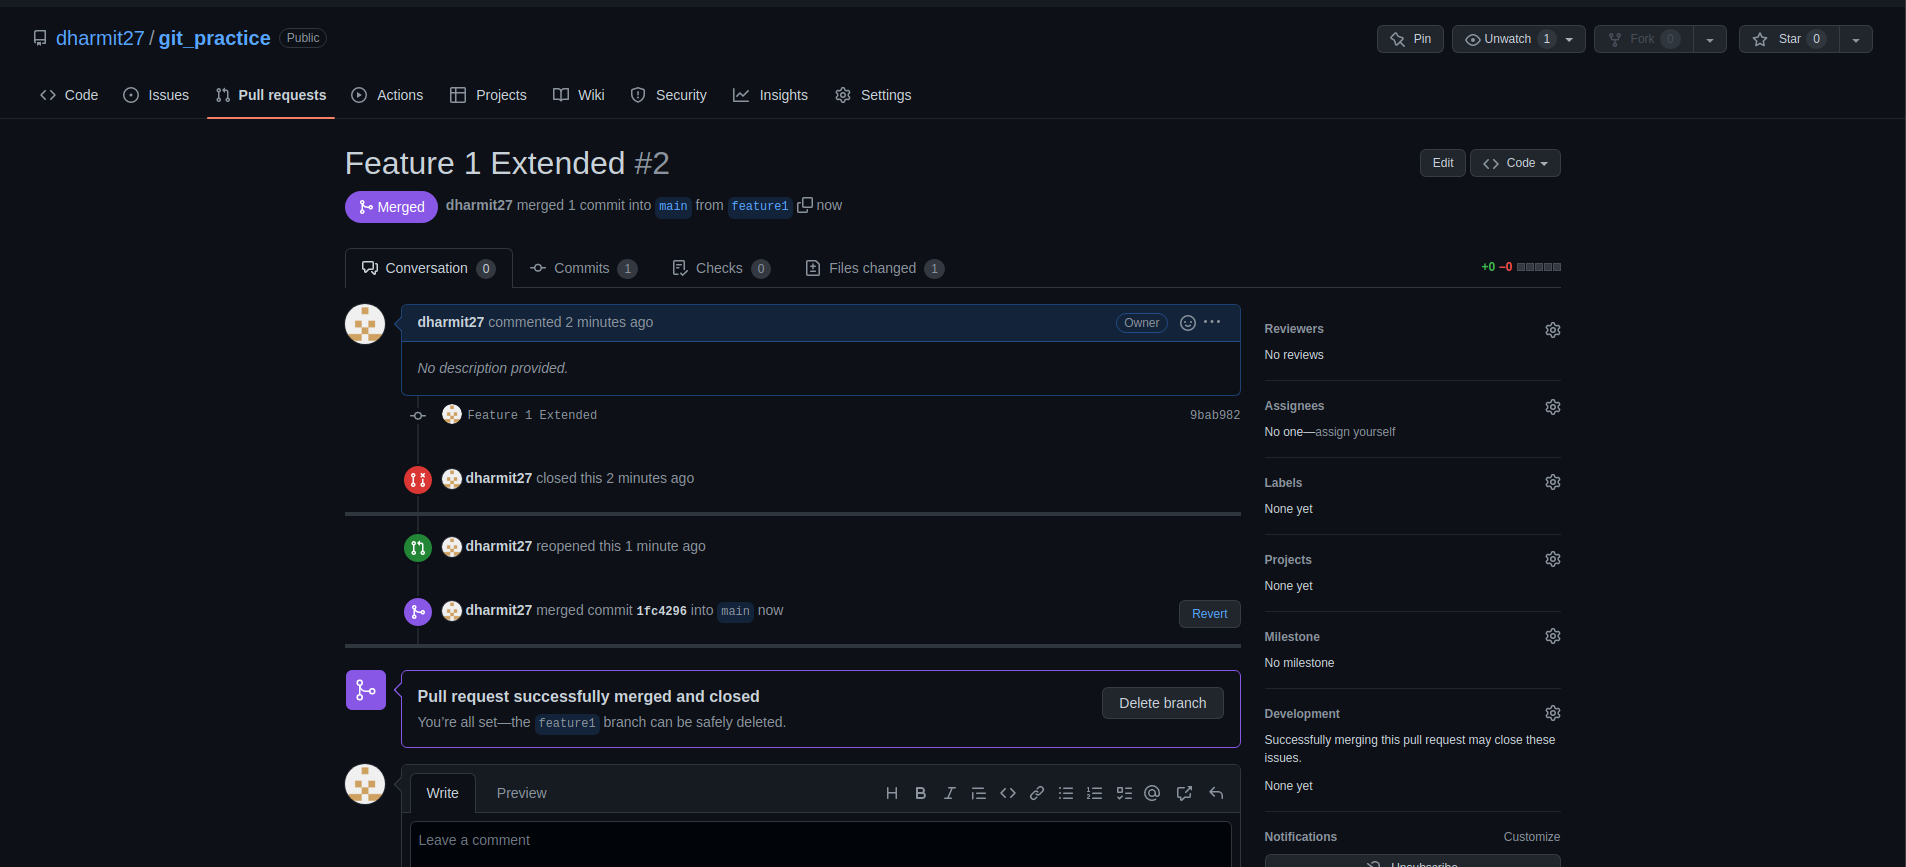 dharmit27 / git_practice Public
Pin Unwatch 1 Fork 0 Star 0
Code Issues Pull requests Actions Projects Wiki Security Insights Settings
Feature 1 Extended #2
Edit Code
Merged dharmit27 merged 1 commit into main from feature1 now
Conversation 0 Commits 1 Checks 0 Files changed 1
+0 −0
dharmit27 commented 2 minutes ago Owner
No description provided.
Feature 1 Extended 9bab982
dharmit27 closed this 2 minutes ago
dharmit27 reopened this 1 minute ago
dharmit27 merged commit 1fc4296 into main now Revert
Pull request successfully merged and closed
You're all set—the feature1 branch can be safely deleted.
Delete branch
Write Preview
Leave a comment
Reviewers
No reviews
Assignees
No one—assign yourself
Labels
None yet
Projects
None yet
Milestone
No milestone
Development
Successfully merging this pull request may close these
issues.
None yet
Notifications Customize
Unsubscribe